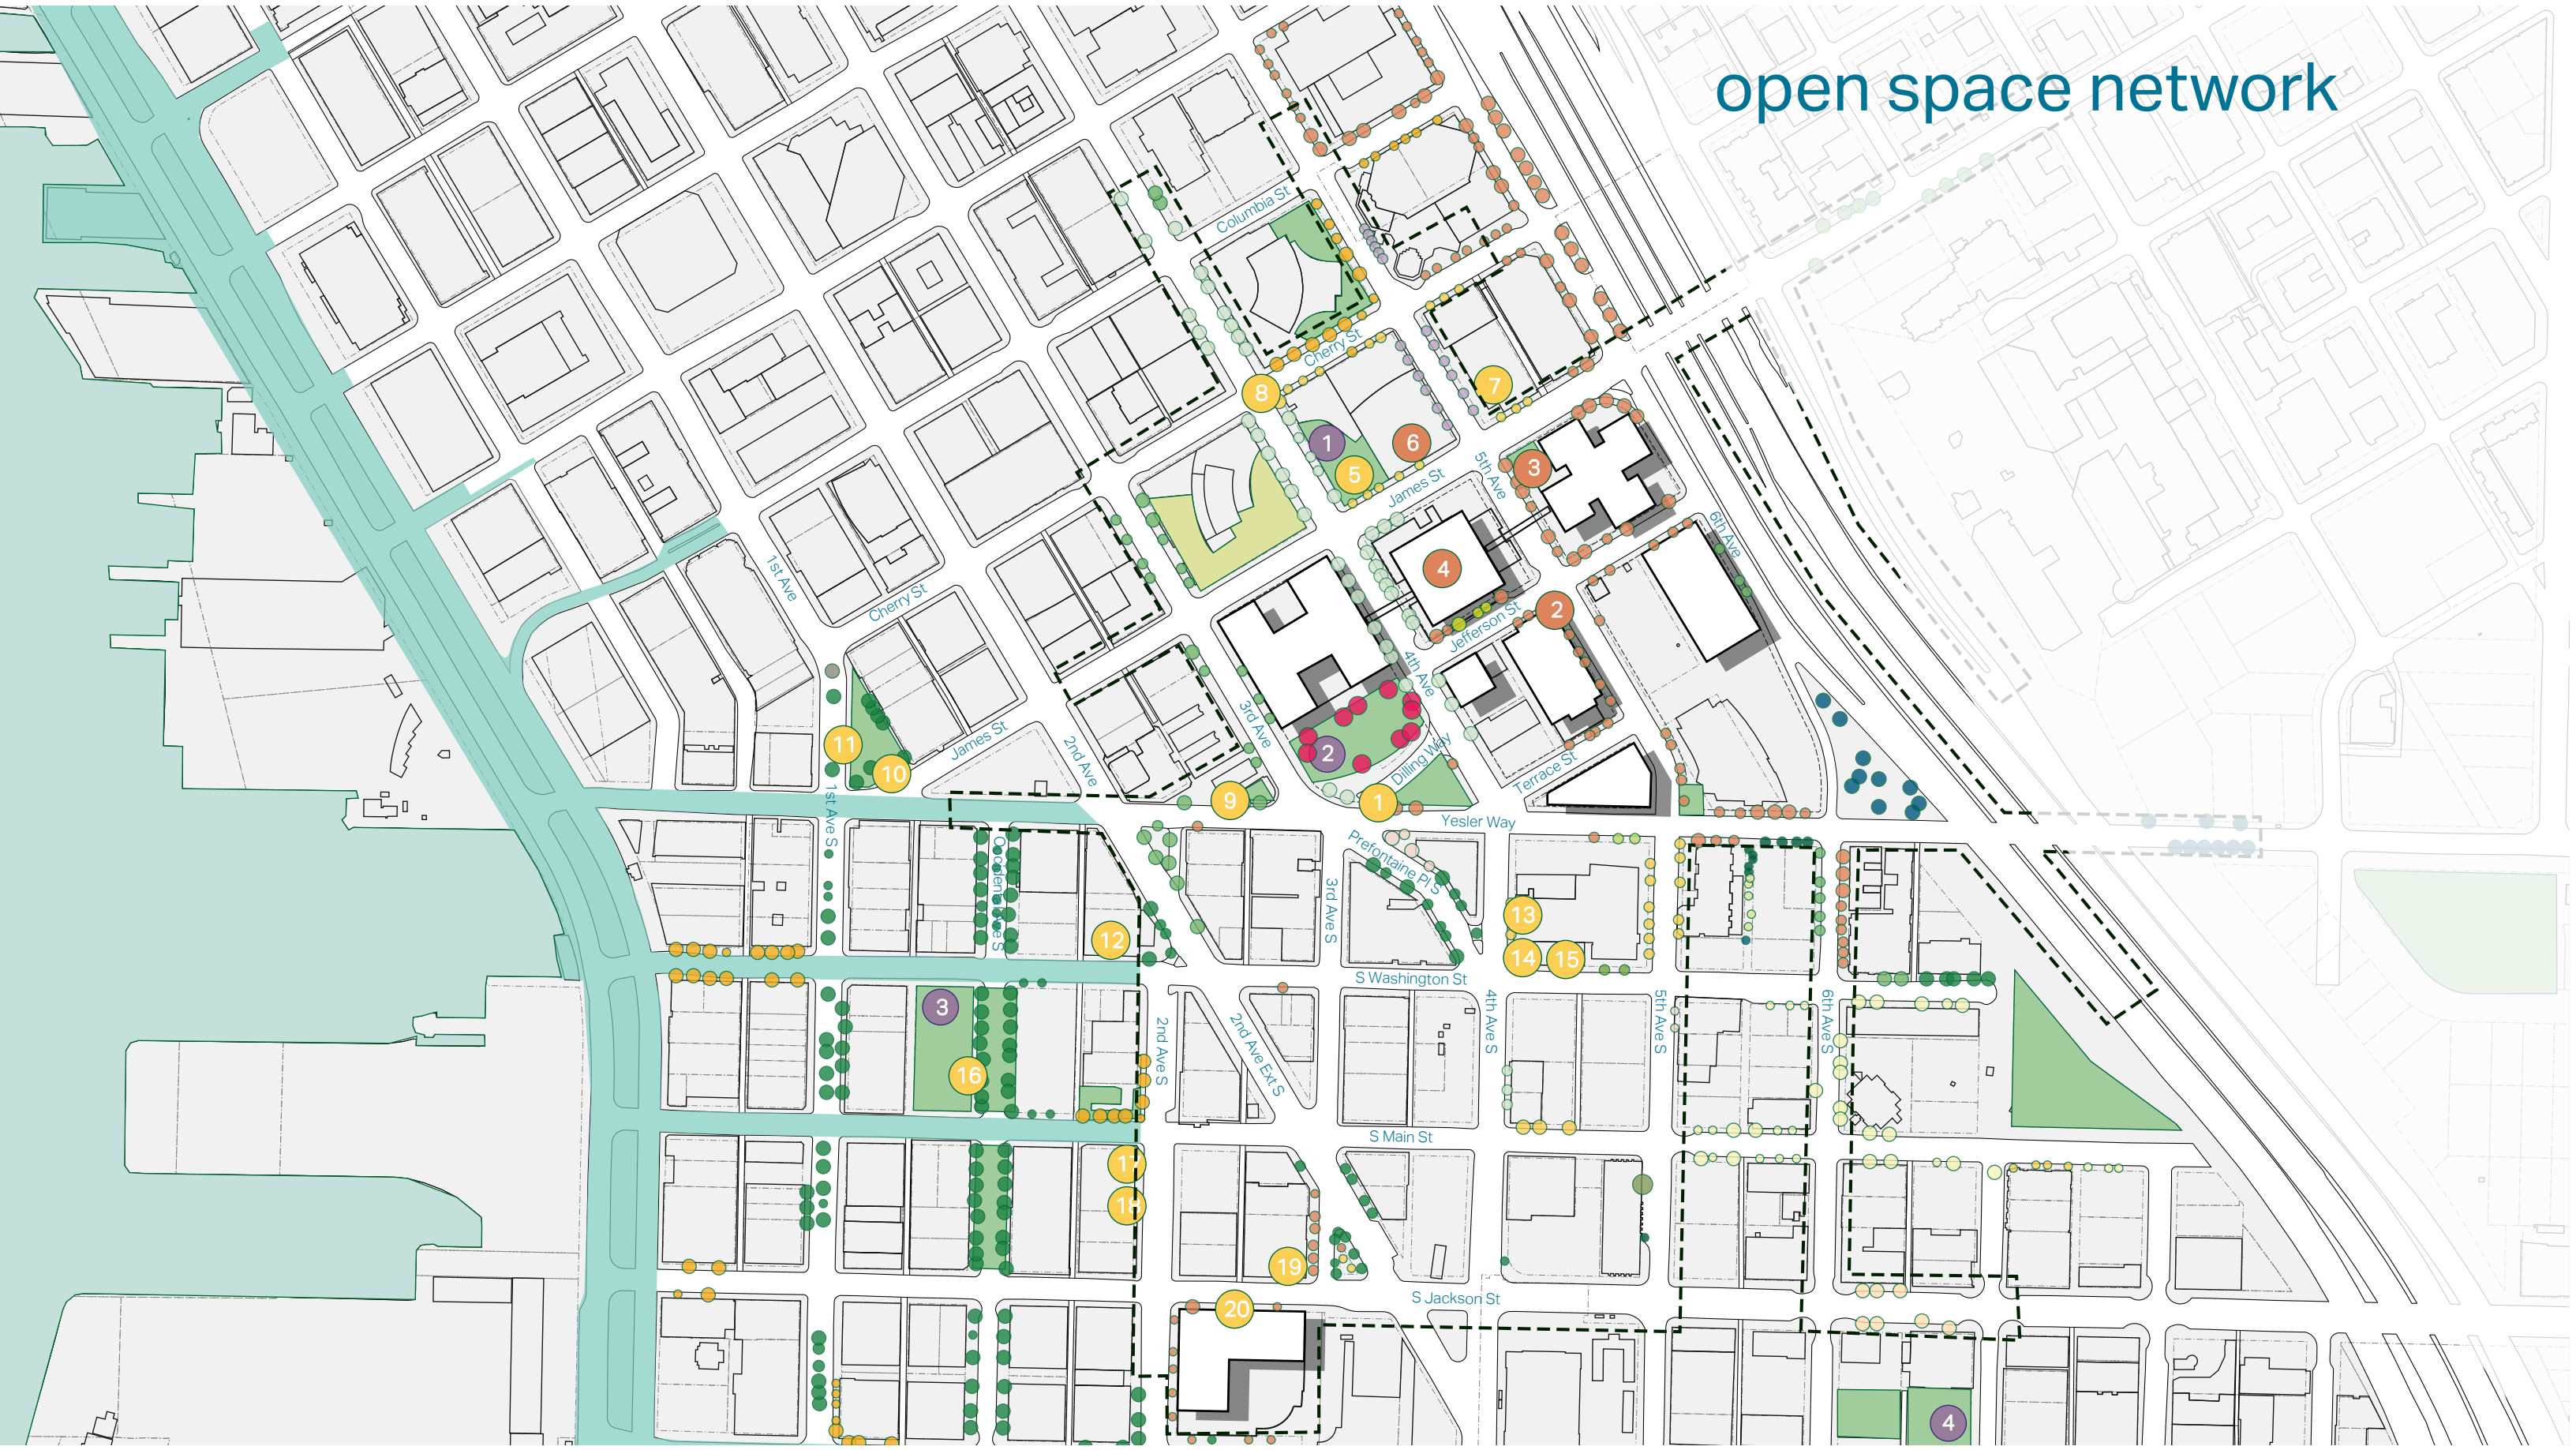 open space network
Columbia St
Cherry St
8
7
1
6
5
James St
5th Ave
3
6th Ave
1st Ave
Cherry St
4
Jefferson St
2
4th Ave
3rd Ave
2
Dilling Way
Terrace St
James St
2nd Ave
11
10
9
1
1st Ave S
Yesler Way
Prefontaine Pl S
Occidental Ave S
3rd Ave S
12
13
14
15
S Washington St
3
16
2nd Ave S
2nd Ave Ext S
4th Ave S
5th Ave S
6th Ave S
S Main St
17
18
19
S Jackson St
20
4